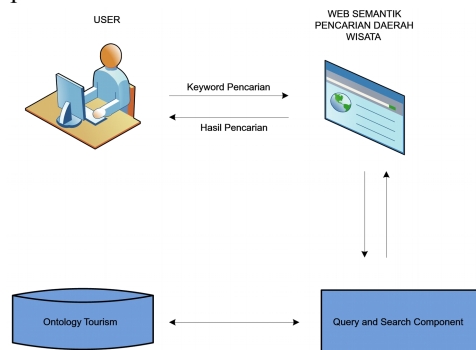 USER
WEB SEMANTIK
PENCARIAN DAERAH
WISATA
Keyword Pencarian
Hasil Pencarian
Ontology Tourism
Query and Search Component